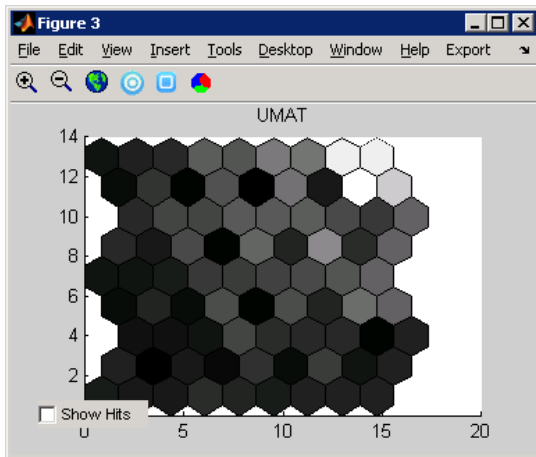 Figure 3
File Edit View Insert Tools Desktop Window Help Export
UMAT
14
12
10
8
6
4
2
Show Hits
0 5 10 15 20